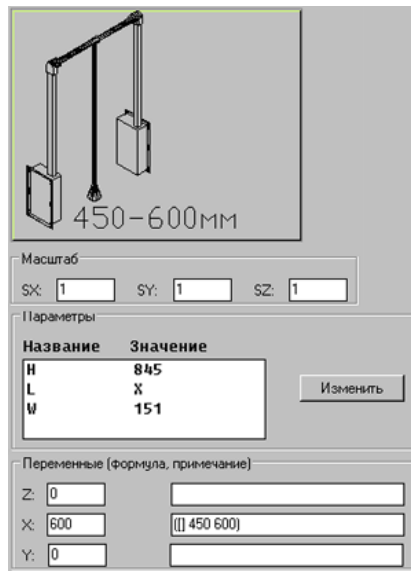 450-600мм
Масштаб
SX: 1 SY: 1 SZ: 1
Параметры
Название Значение
H 845
L X
W 151
Изменить
Переменные (формула, примечание)
Z: 0
X: 600 ([] 450 600)
Y: 0